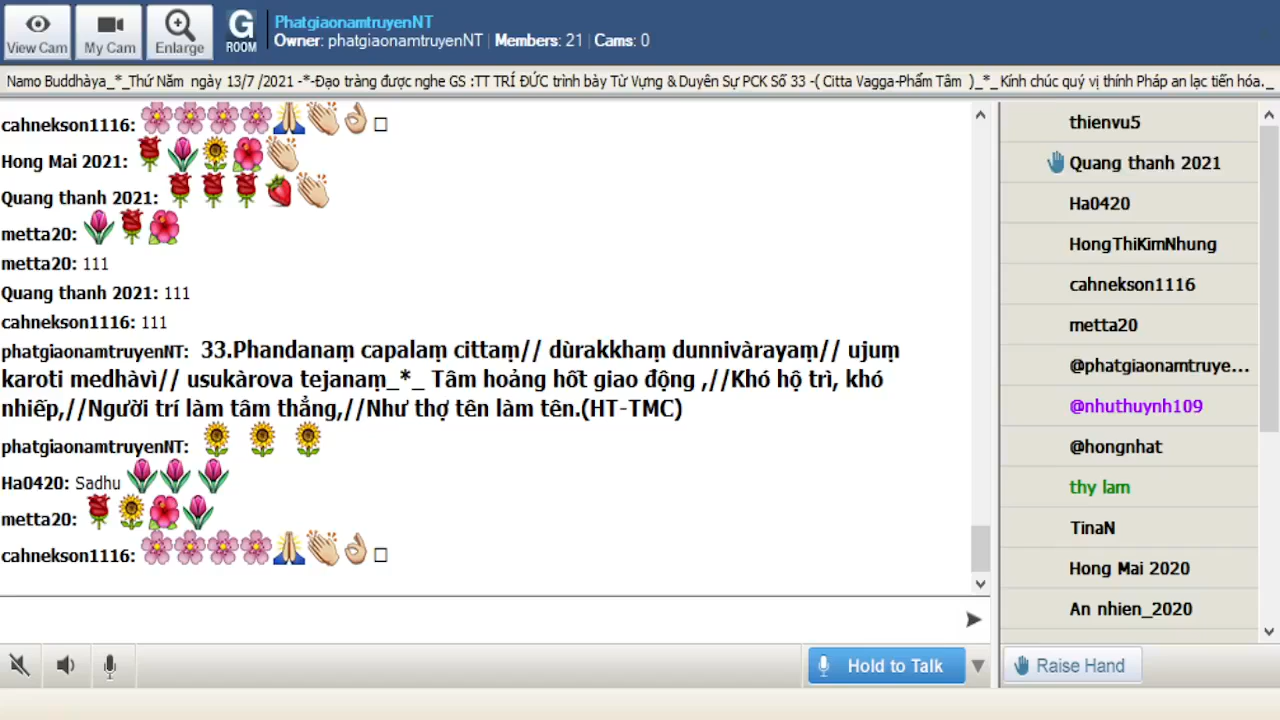 View Cam
My Cam
Enlarge
G
ROOM
PhatgiaonamtruyenNT
Owner: phatgiaonamtruyenNT | Members: 21 | Cams: 0
Namo Buddhàya_*_Thứ Năm ngày 13/7 /2021 -*-Đạo tràng được nghe GS :TT TRÍ ĐỨC trình bày Từ Vựng & Duyên Sự PCK Số 33 -( Citta Vagga-Phẩm Tâm )_*_ Kính chúc quý vị thính Pháp an lạc tiến hóa._
cahnekson1116: 🌸🌸🌸🌸🙏👏👌□
Hong Mai 2021: 🌹🌷🌻🌺👏
Quang thanh 2021: 🌹🌹🌹🍓👏
metta20: 🌷🌹🌺
metta20: 111
Quang thanh 2021: 111
cahnekson1116: 111
phatgiaonamtruyenNT: 33.Phandanaṃ capalaṃ cittaṃ// dùrakkhaṃ dunnivàrayaṃ// ujuṃ
karoti medhàvì// usukàrova tejanaṃ_*_ Tâm hoảng hốt giao động ,//Khó hộ trì, khó
nhiếp,//Người trí làm tâm thẳng,//Như thợ tên làm tên.(HT-TMC)
phatgiaonamtruyenNT: 🌻 🌻 🌻
Ha0420: Sadhu 🌷🌷🌷
metta20: 🌹🌻🌺🌷
cahnekson1116: 🌸🌸🌸🌸🙏👏👌□
Hold to Talk
thienvu5
Quang thanh 2021
Ha0420
HongThiKimNhung
cahnekson1116
metta20
@phatgiaonamtruye...
@nhuthuynh109
@hongnhat
thy lam
TinaN
Hong Mai 2020
An nhien_2020
Raise Hand